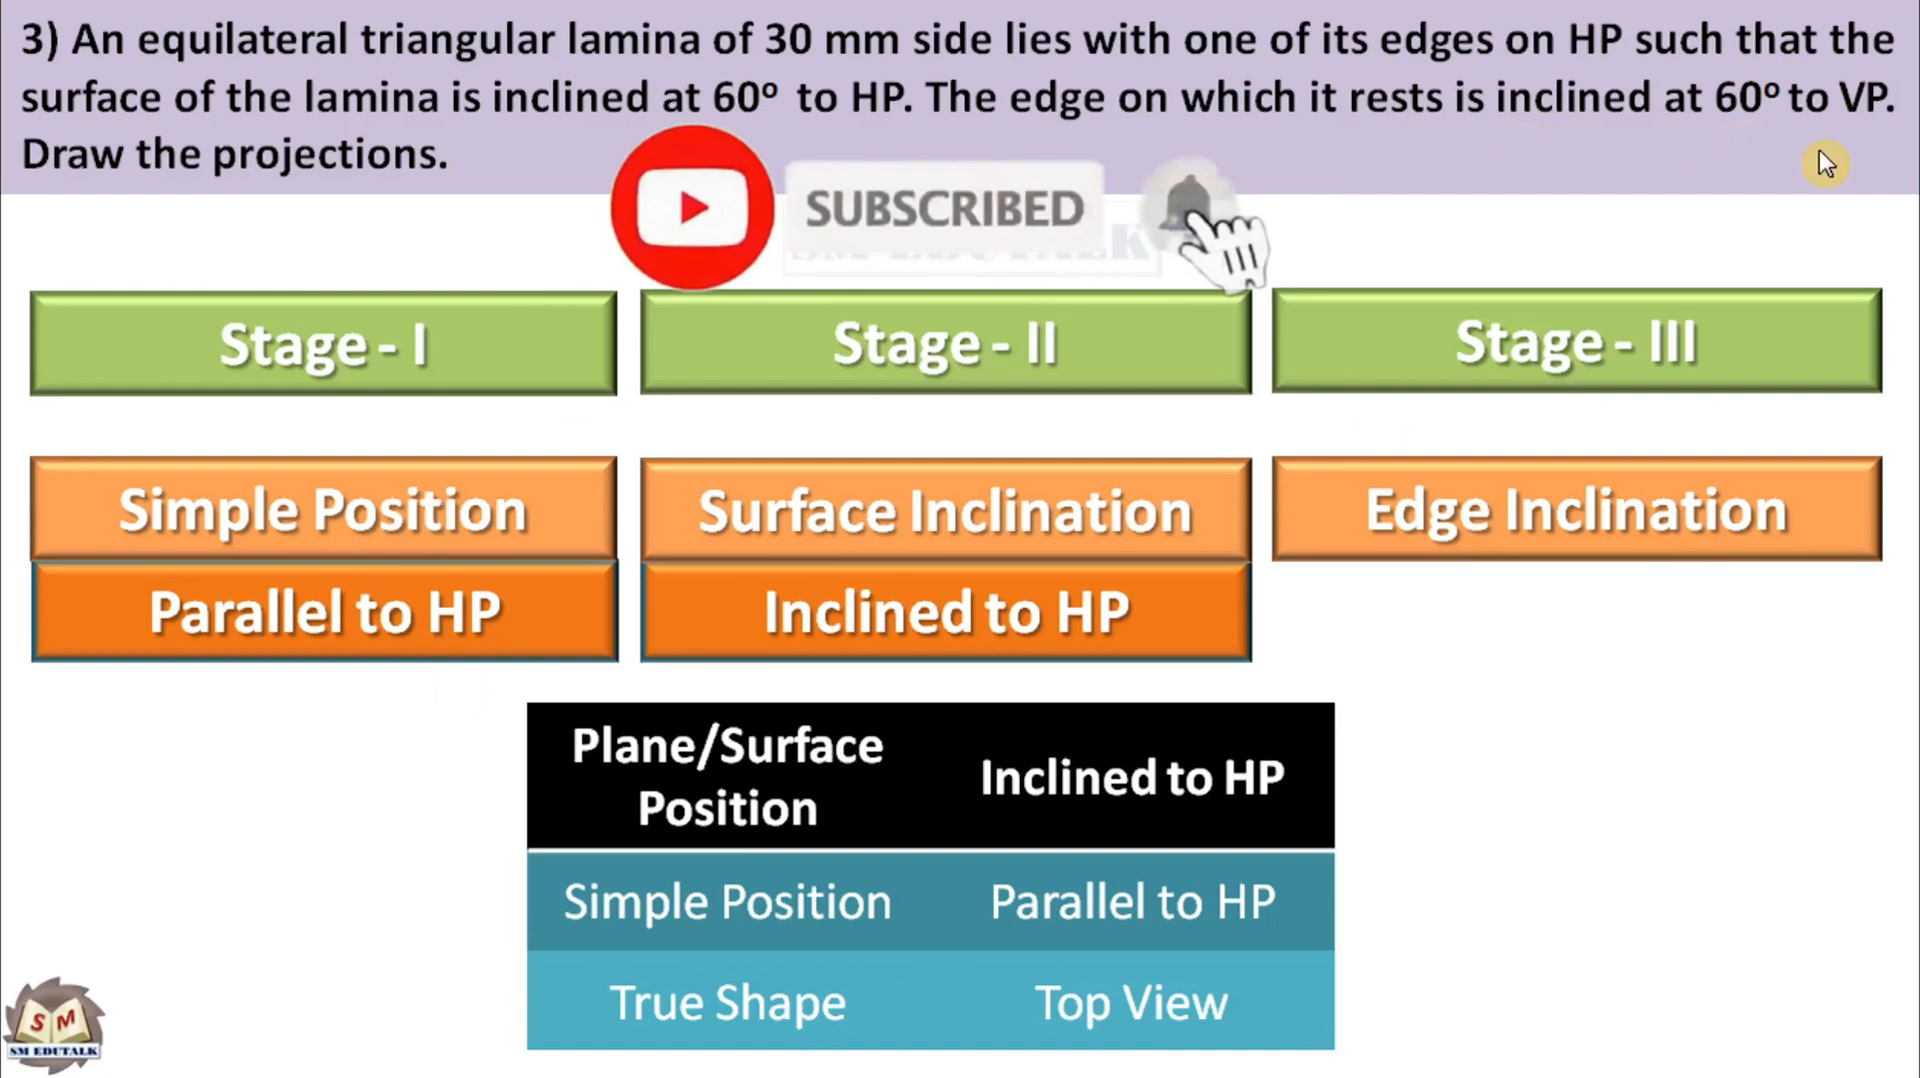 3) An equilateral triangular lamina of 30 mm side lies with one of its edges on HP such that the
surface of the lamina is inclined at 60º to HP. The edge on which it rests is inclined at 60º to VP.
Draw the projections.
SUBSCRIBED
Stage - I
Stage - II
Stage - III
Simple Position
Surface Inclination
Edge Inclination
Parallel to HP
Inclined to HP
Plane/Surface
Position
Inclined to HP
Simple Position
Parallel to HP
True Shape
Top View
S M
SM EDUTALK